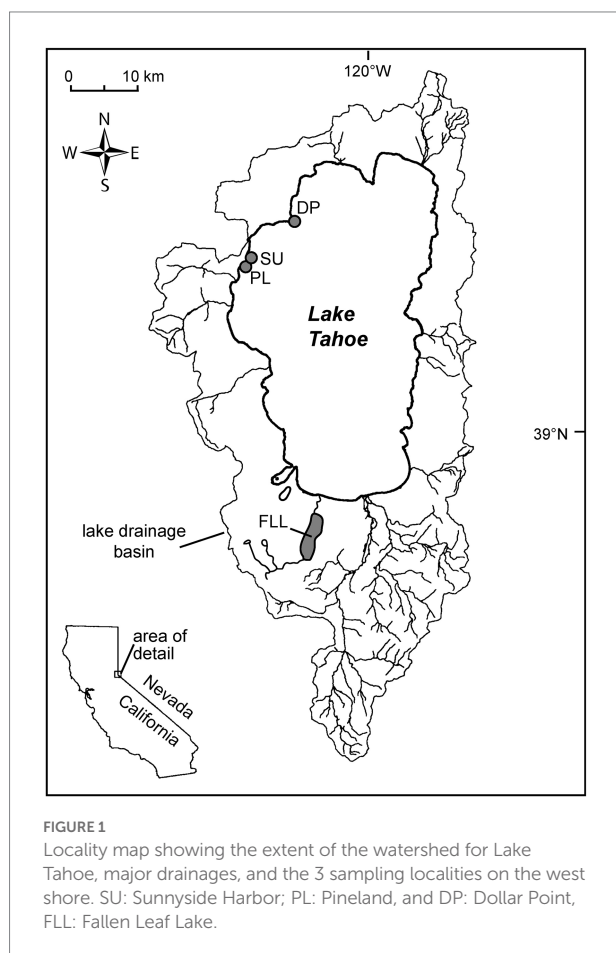 0 10 km
120°W
N
W E
S
DP
SU
PL
Lake
Tahoe
39°N
FLL
lake drainage
basin
area of
detail
Nevada
California
FIGURE 1
Locality map showing the extent of the watershed for Lake
Tahoe, major drainages, and the 3 sampling localities on the west
shore. SU: Sunnyside Harbor; PL: Pineland, and DP: Dollar Point,
FLL: Fallen Leaf Lake.